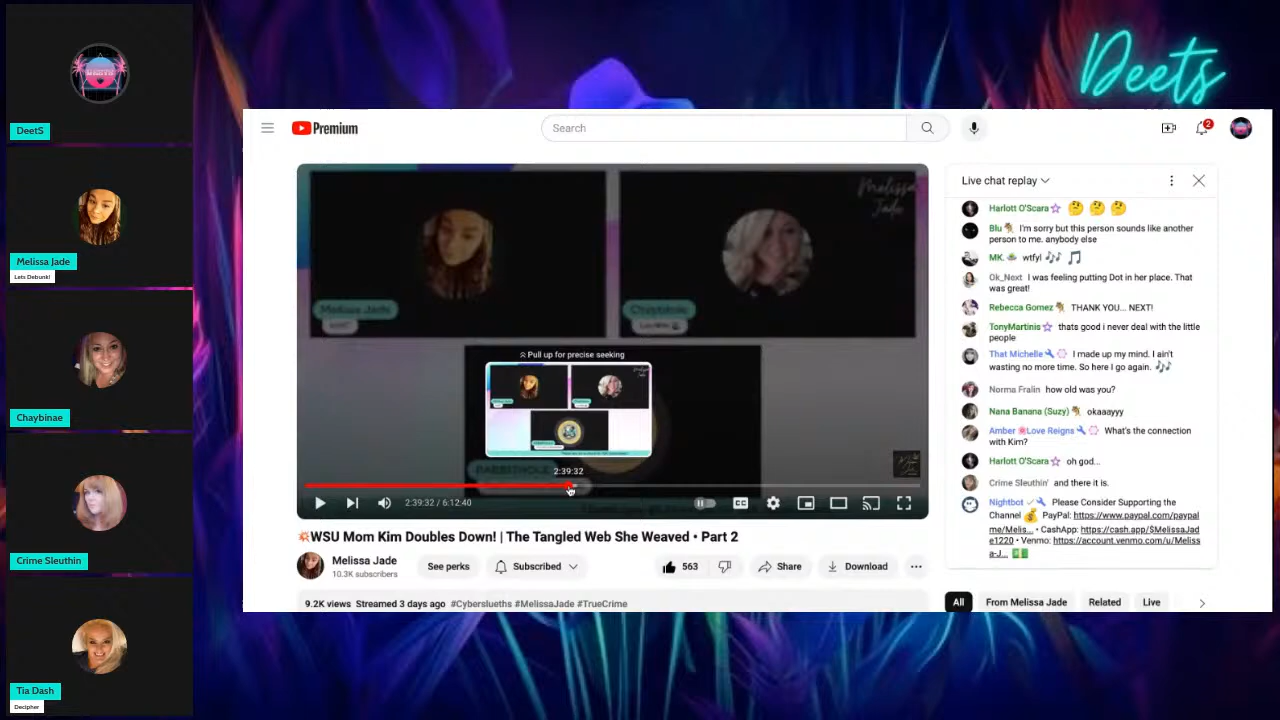 DeetS
Melissa Jade
Lets Debunk!
Chaybinae
Crime Sleuthin
Tia Dash
Decipher
Deets
Premium
Search
2
Melissa Jade
Melissa
Jade
Chaybinae
RABBITHOLE
Pull up for precise seeking
2:39:32
2:39:32 / 6:12:40
CC
💥WSU Mom Kim Doubles Down! | The Tangled Web She Weaved • Part 2
Melissa Jade
10.3K subscribers
See perks
Subscribed
563
Share
Download
9.2K views Streamed 3 days ago #Cyberslueths #MelissaJade #TrueCrime
Live chat replay
Harlott O'Scara 🤔 🤔 🤔
Blu I'm sorry but this person sounds like another
person to me. anybody else
MK. wtfyl 🎶 🎵
Ok_Next I was feeling putting Dot in her place. That
was great!
Rebecca Gomez THANK YOU... NEXT!
TonyMartinis thats good i never deal with the little
people
That Michelle I made up my mind. I ain't
wasting no more time. So here I go again. 🎶
Norma Fralin how old was you?
Nana Banana (Suzy) okaaayyy
Amber 🌸Love Reigns What's the connection
with Kim?
Harlott O'Scara oh god...
Crime Sleuthin' and there it is.
Nightbot Please Consider Supporting the
Channel 💰 PayPal: https://www.paypal.com/paypal
me/Melis... • CashApp: https://cash.app/$MelissaJad
e1220 • Venmo: https://account.venmo.com/u/Meliss
a-J... 💵
All
From Melissa Jade
Related
Live